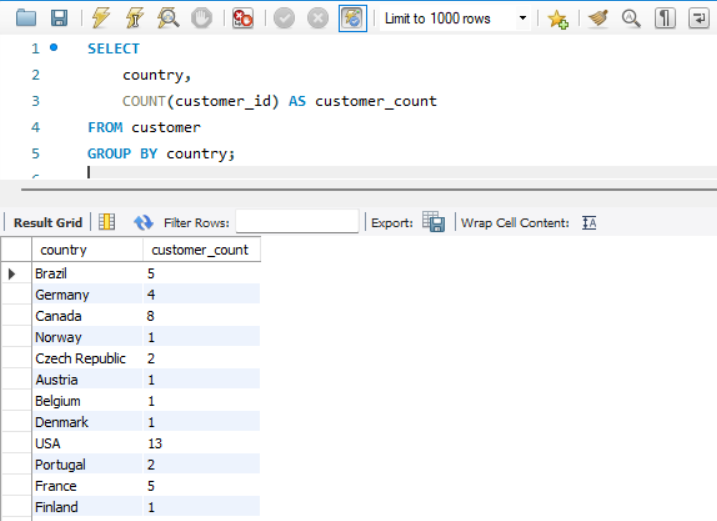 Limit to 1000 rows
1 SELECT
2 country,
3 COUNT(customer_id) AS customer_count
4 FROM customer
5 GROUP BY country;
Result Grid Filter Rows: Export: Wrap Cell Content:
country customer_count
Brazil 5
Germany 4
Canada 8
Norway 1
Czech Republic 2
Austria 1
Belgium 1
Denmark 1
USA 13
Portugal 2
France 5
Finland 1